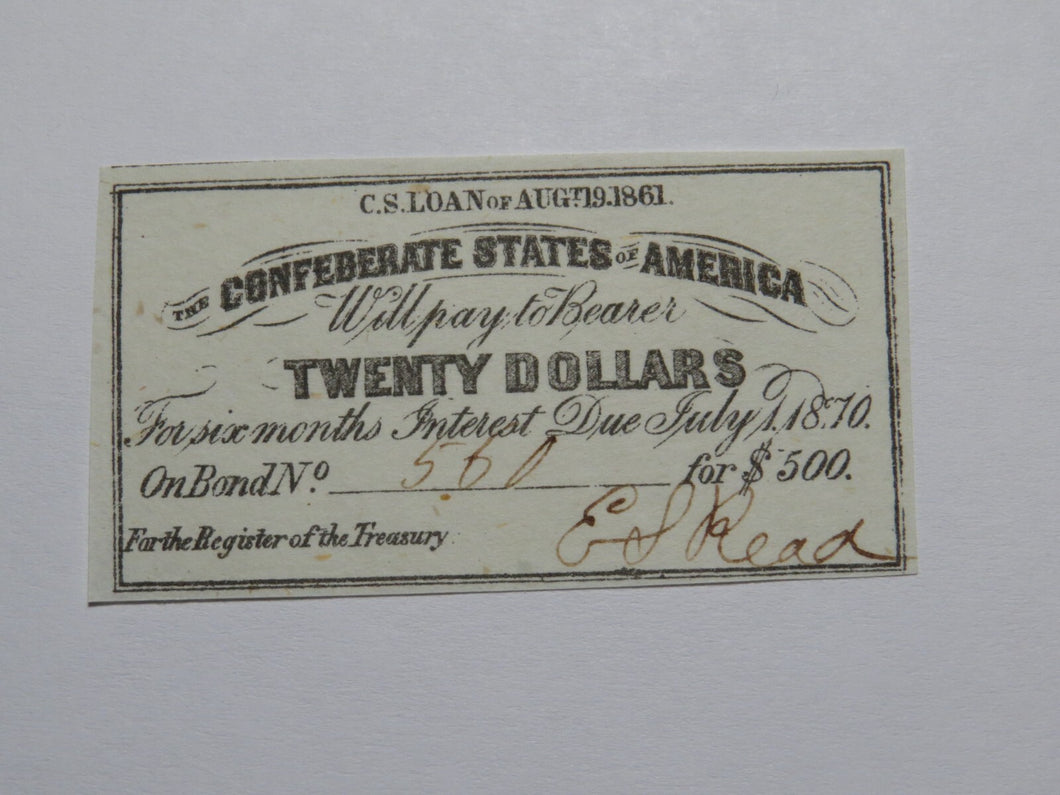 C.S.LOAN OF AUGT.19.1861.
THE CONFEDERATE STATES OF AMERICA
Will pay to Bearer
TWENTY DOLLARS
For six months Interest Due July 1.1870.
On Bond No. 560 for $500.
For the Register of the Treasury
E S Read